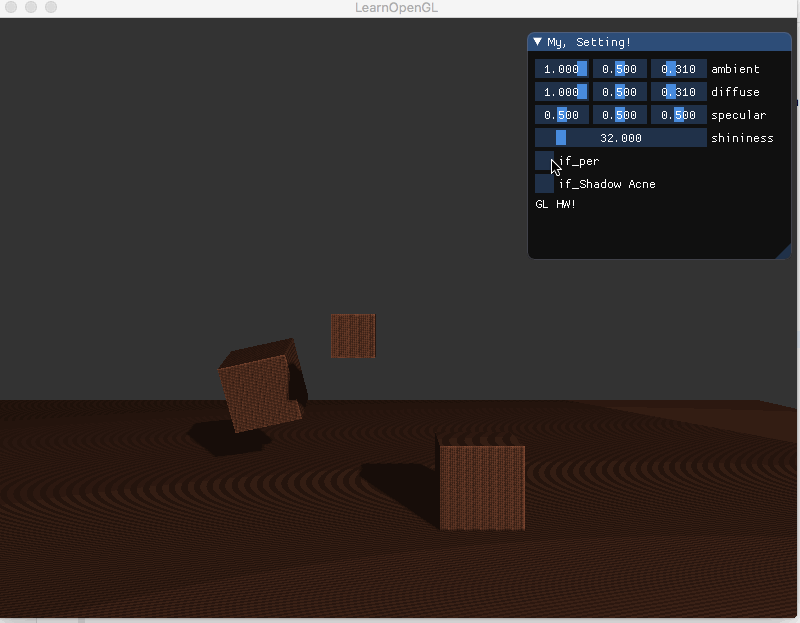 LearnOpenGL
My, Setting!
1.000 0.500 0.310 ambient
1.000 0.500 0.310 diffuse
0.500 0.500 0.500 specular
32.000 shininess
if_per
if_Shadow Acne
GL HW!